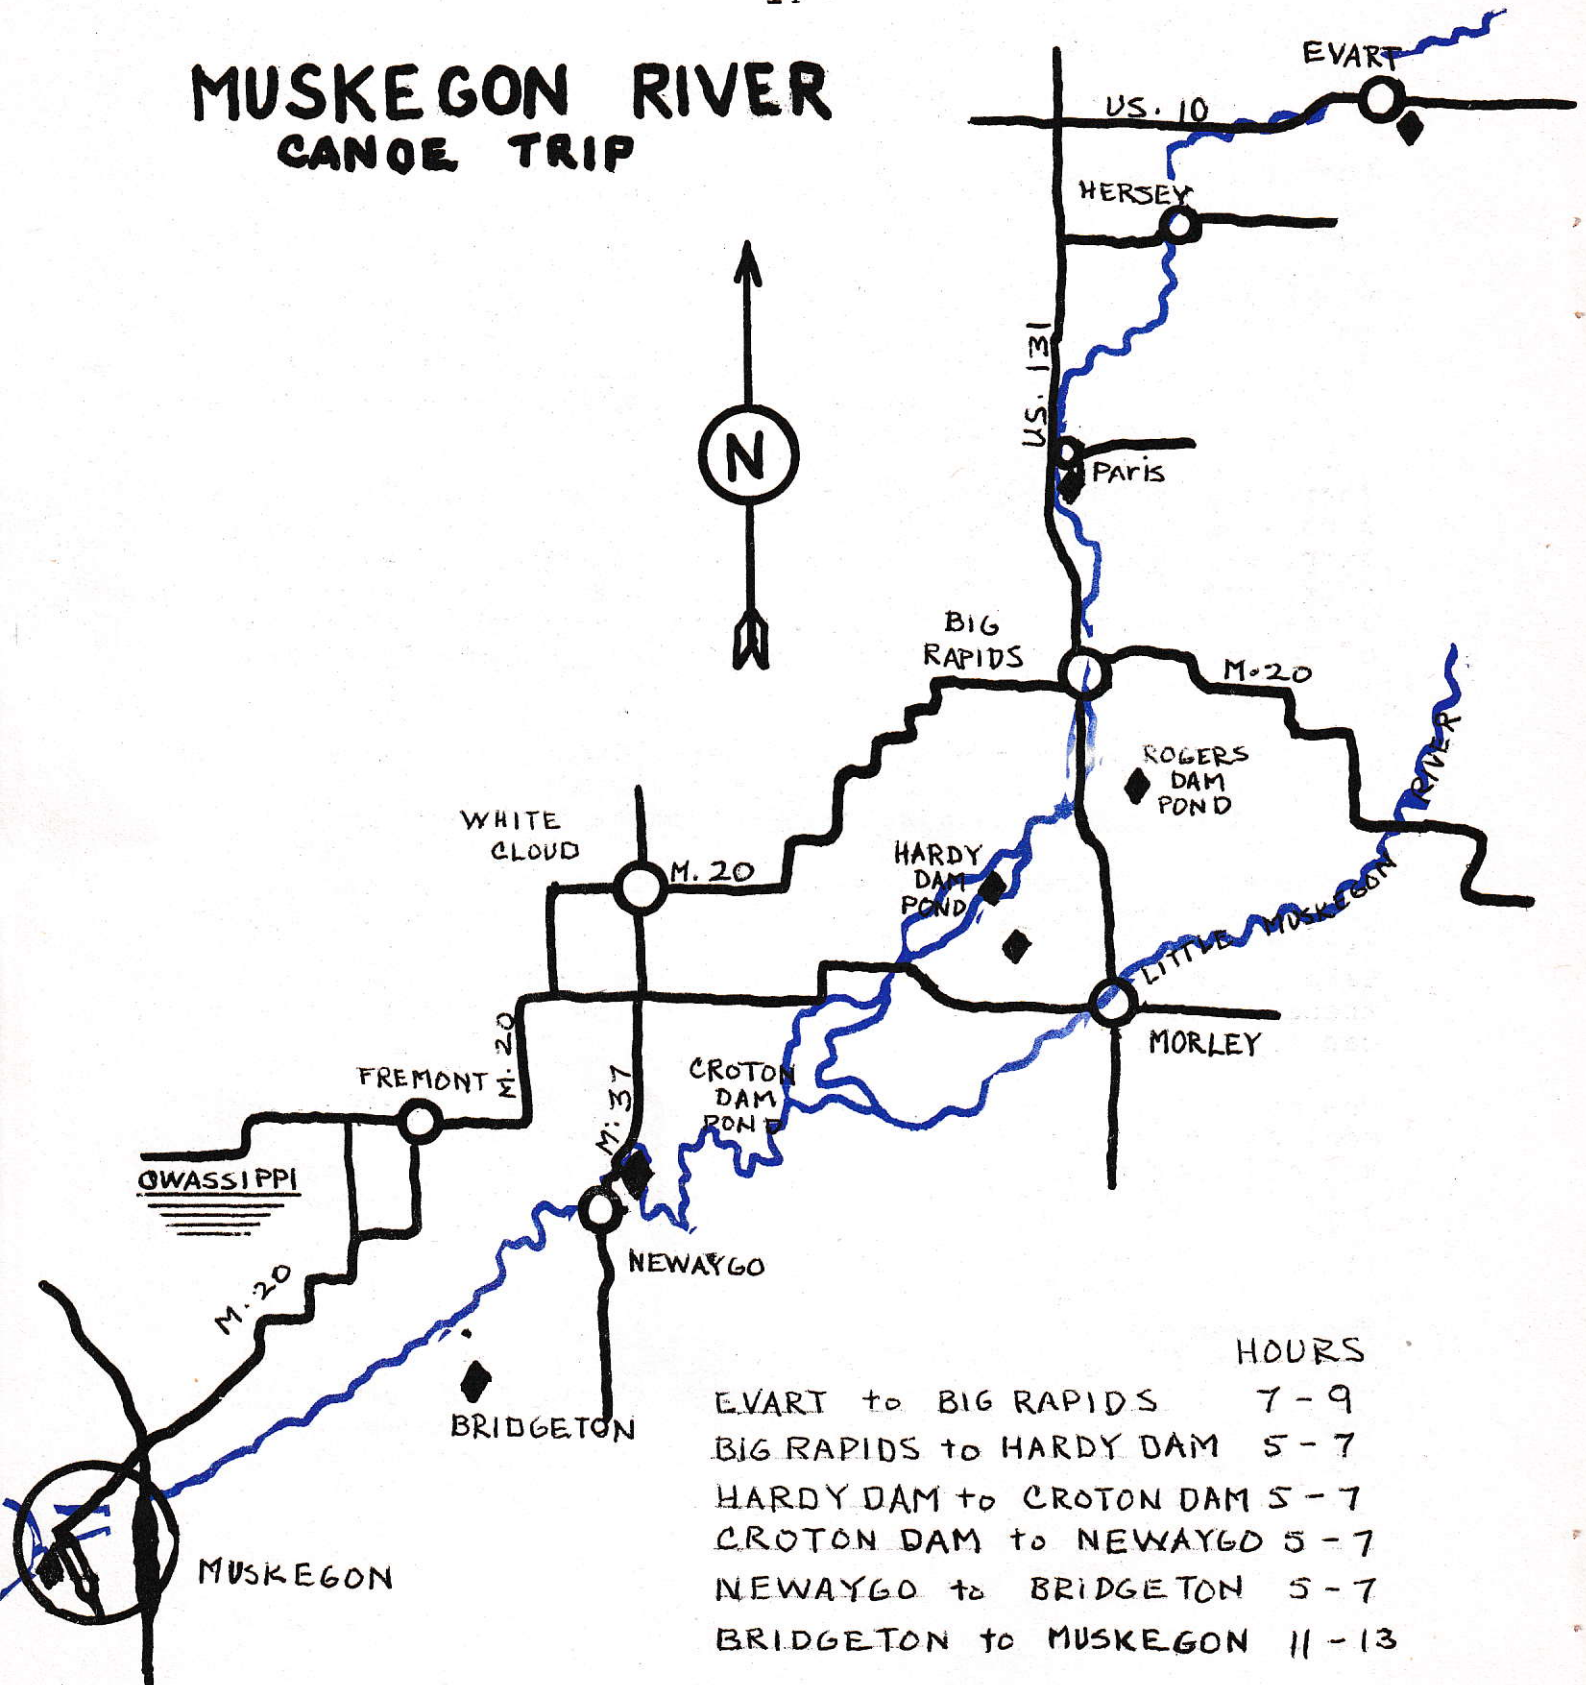 MUSKEGON RIVER
CANOE TRIP
EVART
US. 10
HERSEY
N
US. 131
Paris
BIG
RAPIDS
M.20
ROGERS
DAM
POND
RIVER
WHITE
CLOUD
M. 20
HARDY
DAM
POND
LITTLE MUSKEGON
MORLEY
M. 20
FREMONT
M. 37
CROTON
DAM
POND
OWASSIPPI
NEWAYGO
M. 20
BRIDGETON
MUSKEGON
HOURS
EVART to BIG RAPIDS 7 - 9
BIG RAPIDS to HARDY DAM 5 - 7
HARDY DAM to CROTON DAM 5 - 7
CROTON DAM to NEWAYGO 5 - 7
NEWAYGO to BRIDGETON 5 - 7
BRIDGETON to MUSKEGON 11 - 13